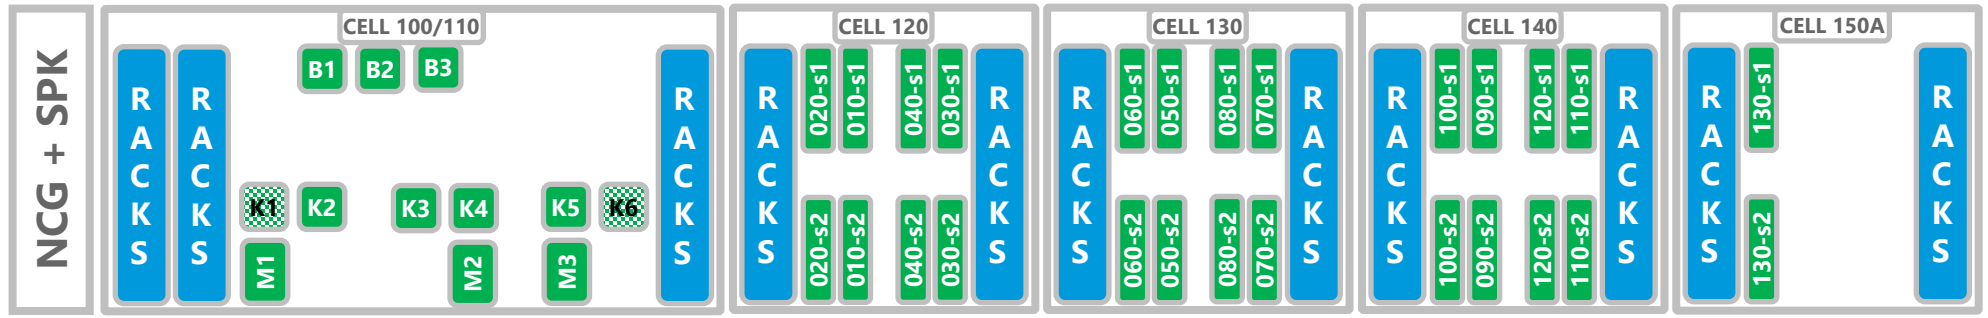 NCG + SPK
CELL 100/110
RACKS
RACKS
B1 B2 B3
K1 K2 K3 K4 K5 K6
M1 M2 M3
RACKS
CELL 120
RACKS
020-s1 010-s1 040-s1 030-s1
020-s2 010-s2 040-s2 030-s2
RACKS
CELL 130
RACKS
060-s1 050-s1 080-s1 070-s1
060-s2 050-s2 080-s2 070-s2
RACKS
CELL 140
RACKS
100-s1 090-s1 120-s1 110-s1
100-s2 090-s2 120-s2 110-s2
RACKS
CELL 150A
RACKS
130-s1
130-s2
RACKS